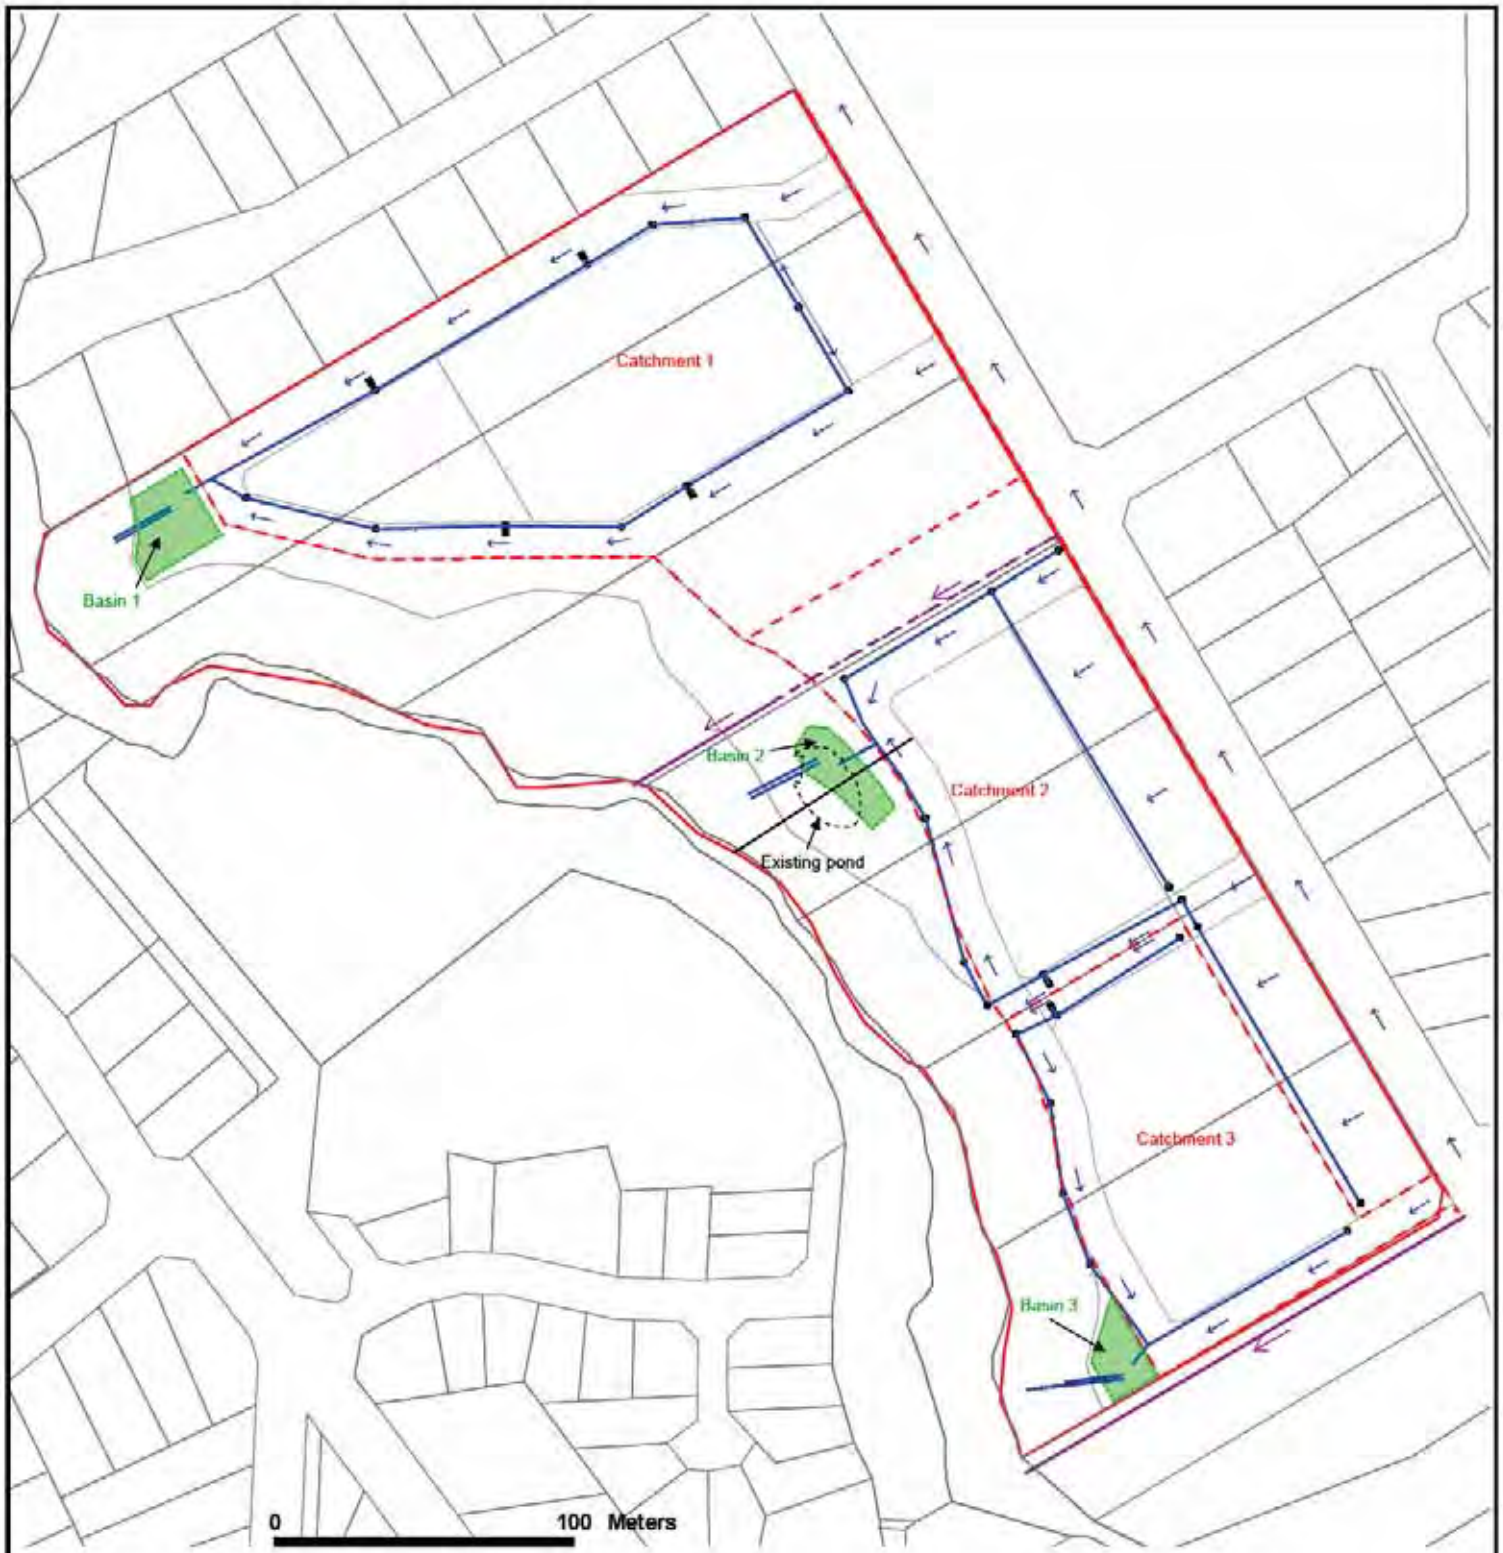 Catchment 1
Basin 1
Basin 2
Catchment 2
Existing pond
Catchment 3
Basin 3
0 100 Meters